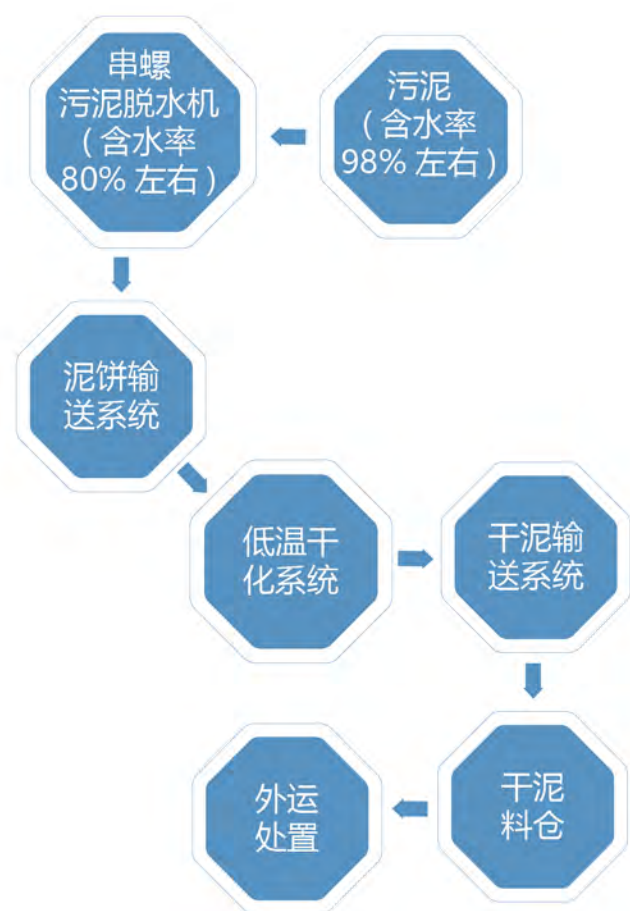 污泥
（含水率
98% 左右）
串螺
污泥脱水机
（含水率
80% 左右）
泥饼输
送系统
低温干
化系统
干泥输
送系统
干泥
料仓
外运
处置